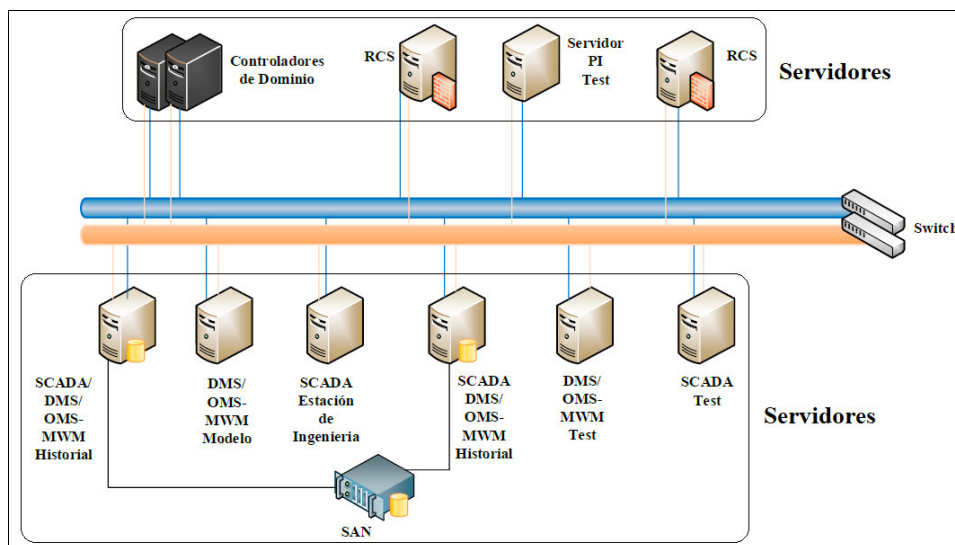 Controladores
de Dominio
RCS
Servidor
PI
Test
RCS
Servidores
Switch
SCADA/
DMS/
OMS-
MWM
Historial
DMS/
OMS-
MWM
Modelo
SCADA
Estación
de
Ingenieria
SCADA
DMS/
OMS-
MWM
Historial
DMS/
OMS-
MWM
Test
SCADA
Test
Servidores
SAN